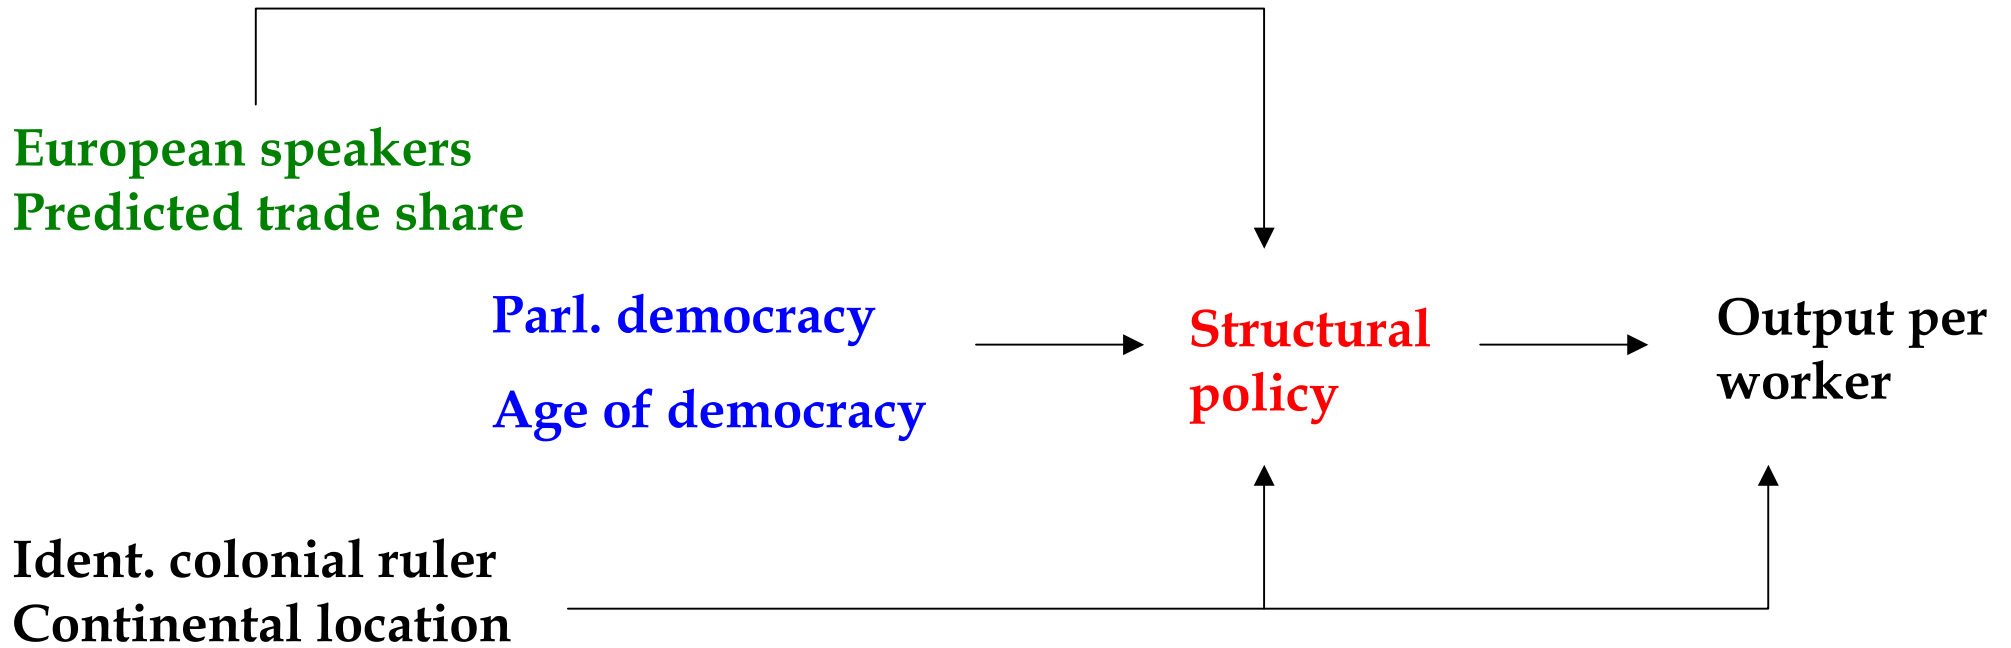 European speakers
Predicted trade share
Parl. democracy
Age of democracy
Structural
policy
Output per
worker
Ident. colonial ruler
Continental location